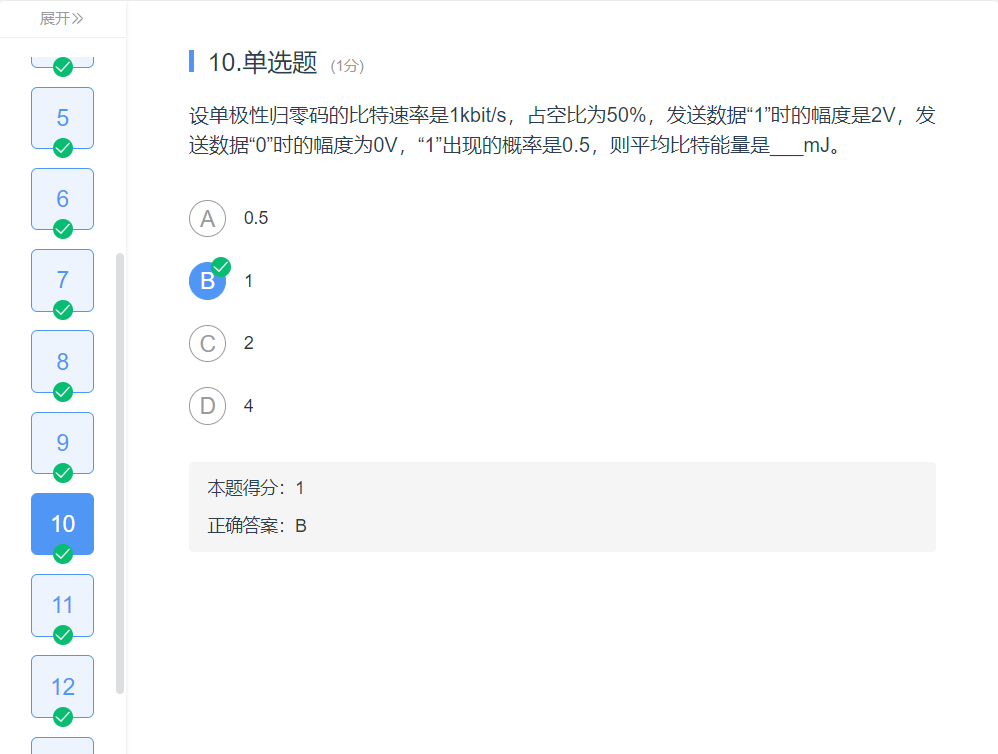 展开>>
5
6
7
8
9
10
11
12
10.单选题 (1分)
设单极性归零码的比特速率是1kbit/s，占空比为50%，发送数据“1”时的幅度是2V，发
送数据“0”时的幅度为0V，“1”出现的概率是0.5，则平均比特能量是___mJ。
A 0.5
B 1
C 2
D 4
本题得分：1
正确答案：B